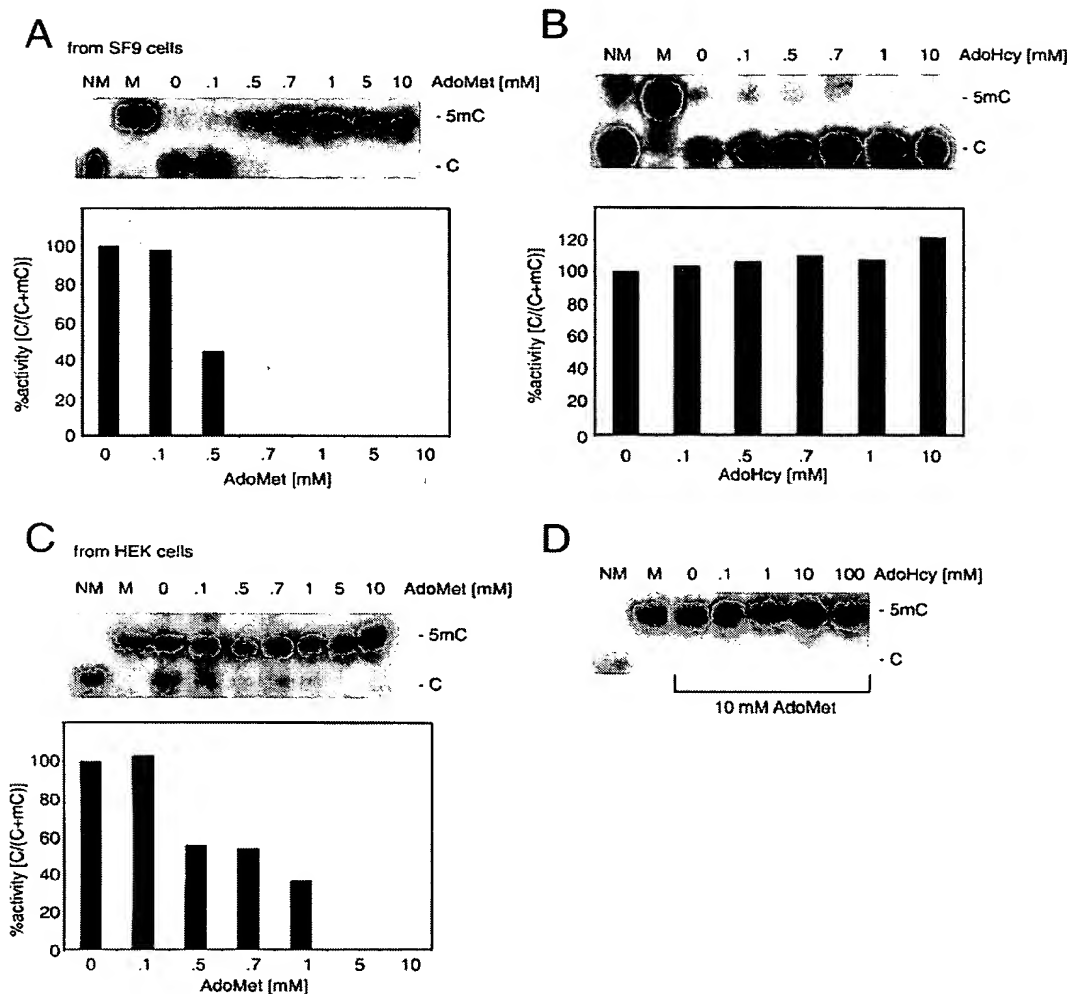 A
from SF9 cells
NM M 0 .1 .5 .7 1 5 10 AdoMet [mM]
- 5mC
- C
%activity [C/(C+mC)]
100
80
60
40
20
0
0 .1 .5 .7 1 5 10
AdoMet [mM]
B
NM M 0 .1 .5 .7 1 10 AdoHcy [mM]
- 5mC
- C
%activity [C/(C+mC)]
120
100
80
60
40
20
0
0 .1 .5 .7 1 10
AdoHcy [mM]
C
from HEK cells
NM M 0 .1 .5 .7 1 5 10 AdoMet [mM]
- 5mC
- C
%activity [C/(C+mC)]
100
80
60
40
20
0
0 .1 .5 .7 1 5 10
AdoMet [mM]
D
NM M 0 .1 1 10 100 AdoHcy [mM]
- 5mC
- C
10 mM AdoMet